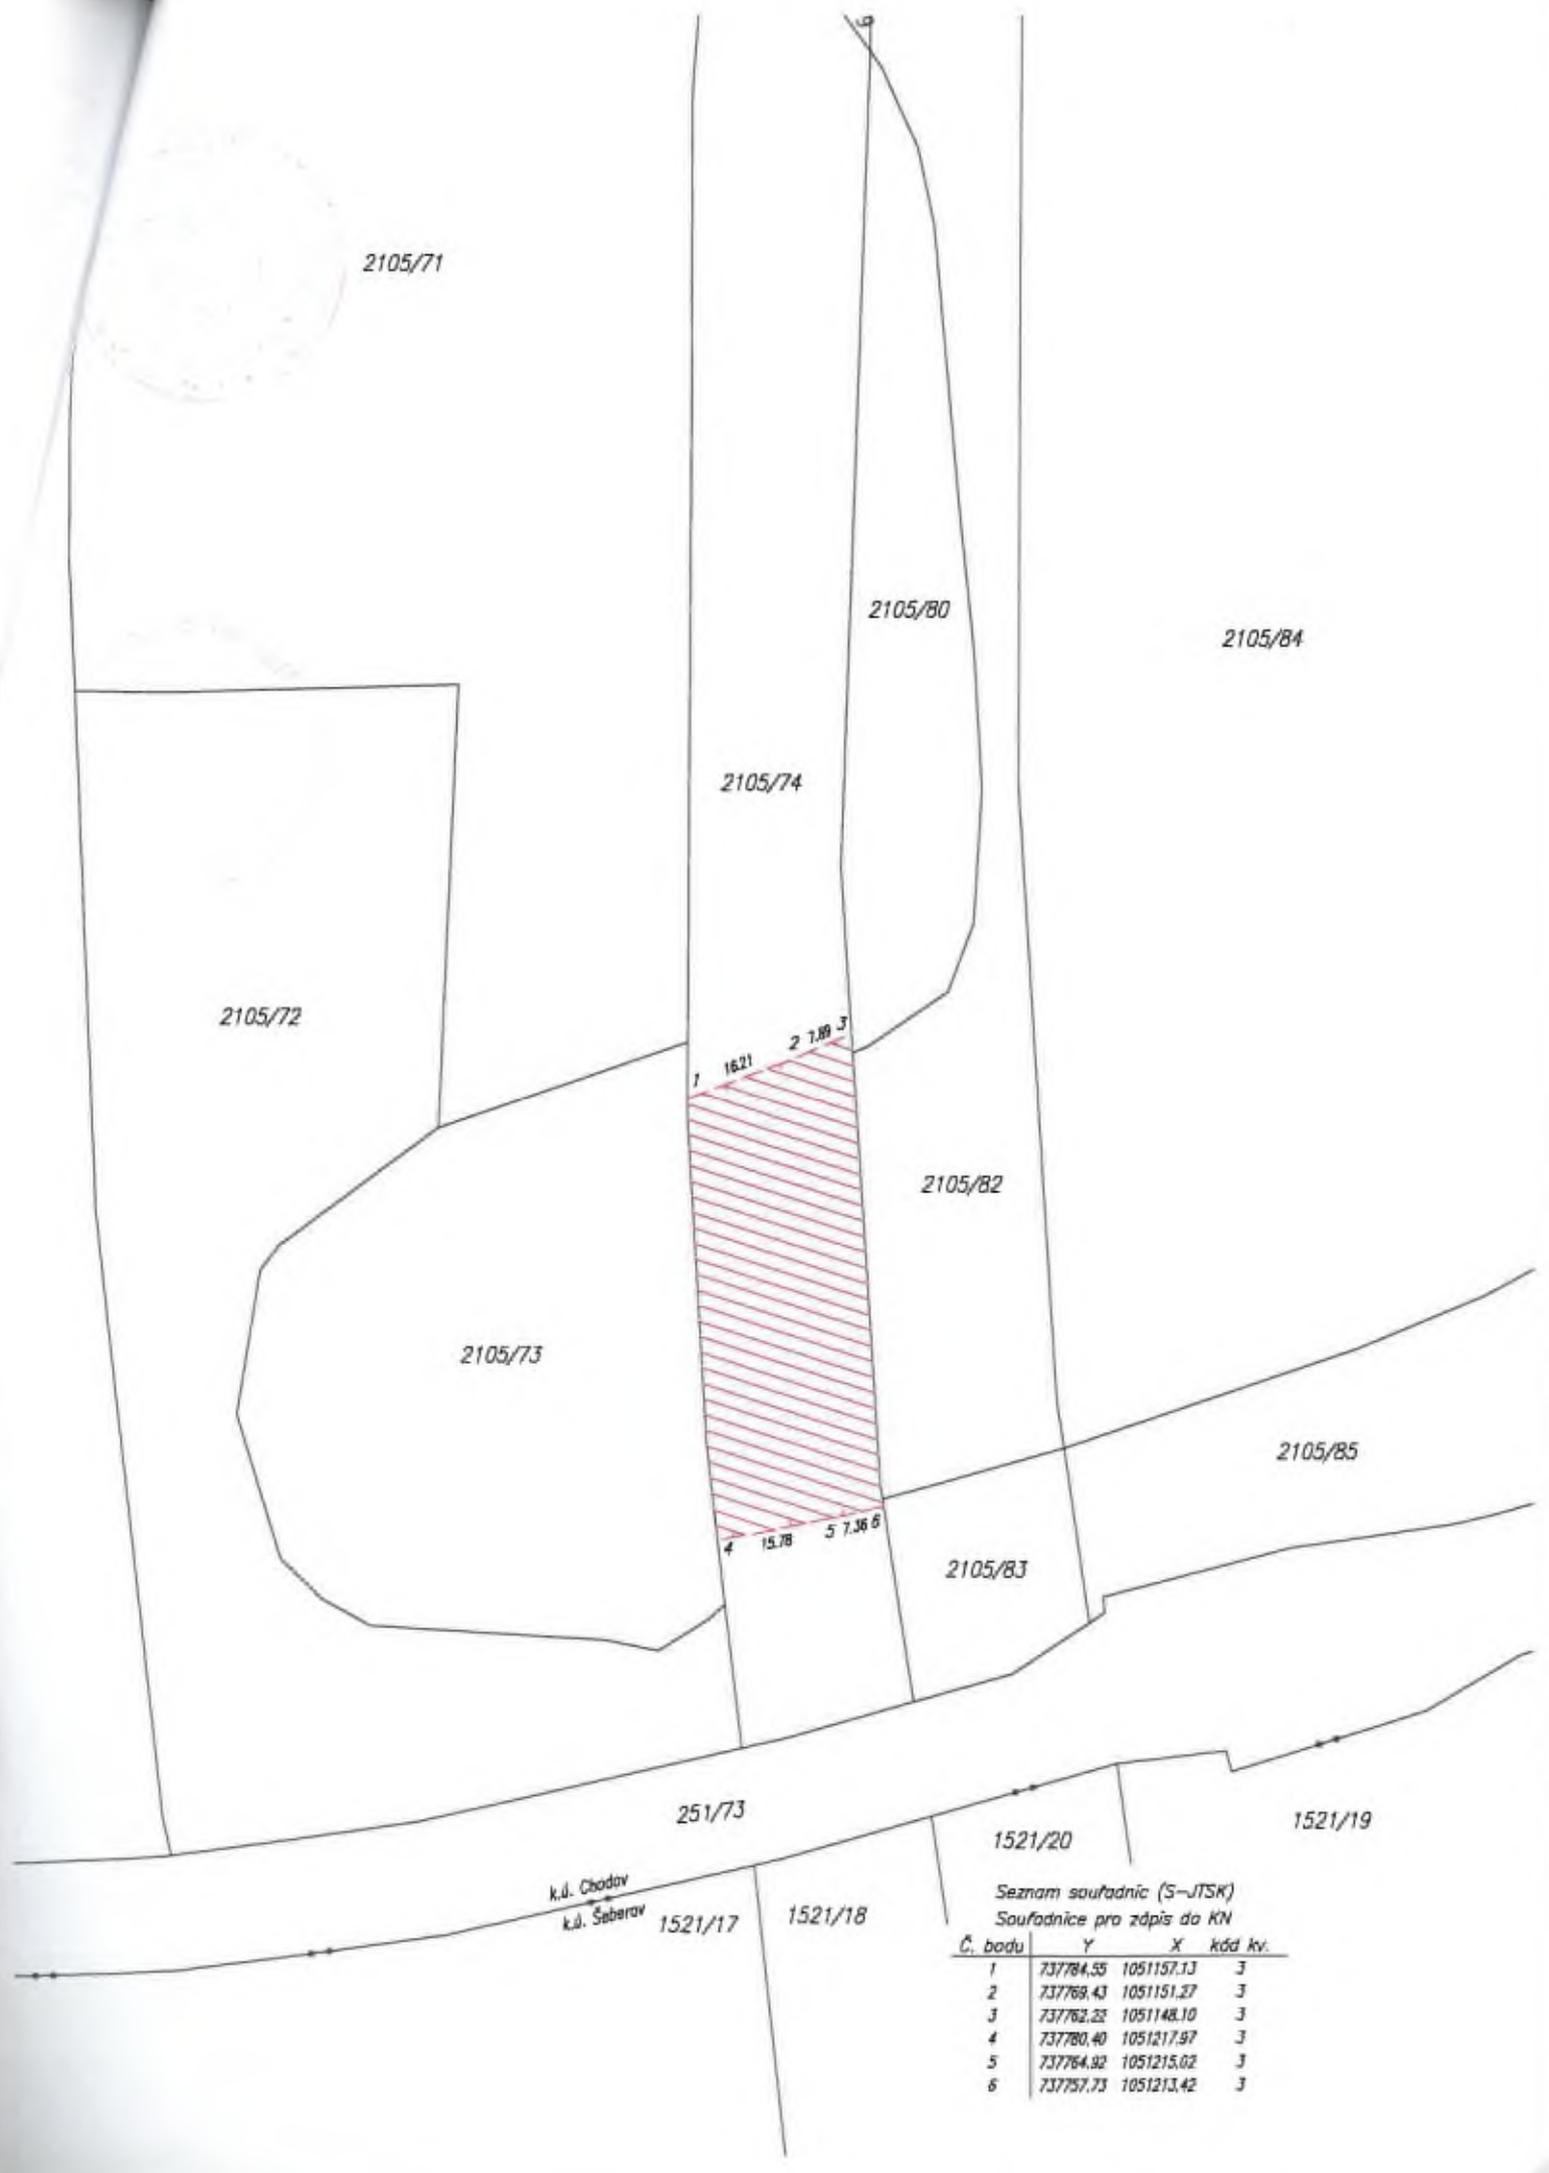 2105/71
2105/80
2105/84
2105/74
2105/72
1 16.21 2 7.89 3
2105/82
2105/73
2105/85
4 15.78 5 7.36 6
2105/83
251/73
1521/20
1521/19
k.ú. Chodov
k.ú. Šeberov
1521/17
1521/18
Seznam souřadnic (S-JTSK)
Souřadnice pro zápis do KN
Č. bodu Y X kód kv.
1 737784,55 1051157,13 3
2 737769,43 1051151,27 3
3 737762,22 1051148,10 3
4 737780,40 1051217,97 3
5 737764,92 1051215,02 3
6 737757,73 1051213,42 3